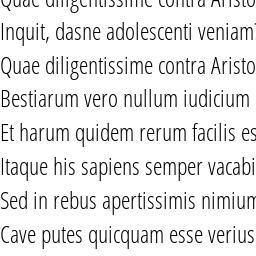 Quae diligentissime contra Aristo
Inquit, dasne adolescenti veniam?
Quae diligentissime contra Aristo
Bestiarum vero nullum iudicium
Et harum quidem rerum facilis es
Itaque his sapiens semper vacabi
Sed in rebus apertissimis nimium
Cave putes quicquam esse verius